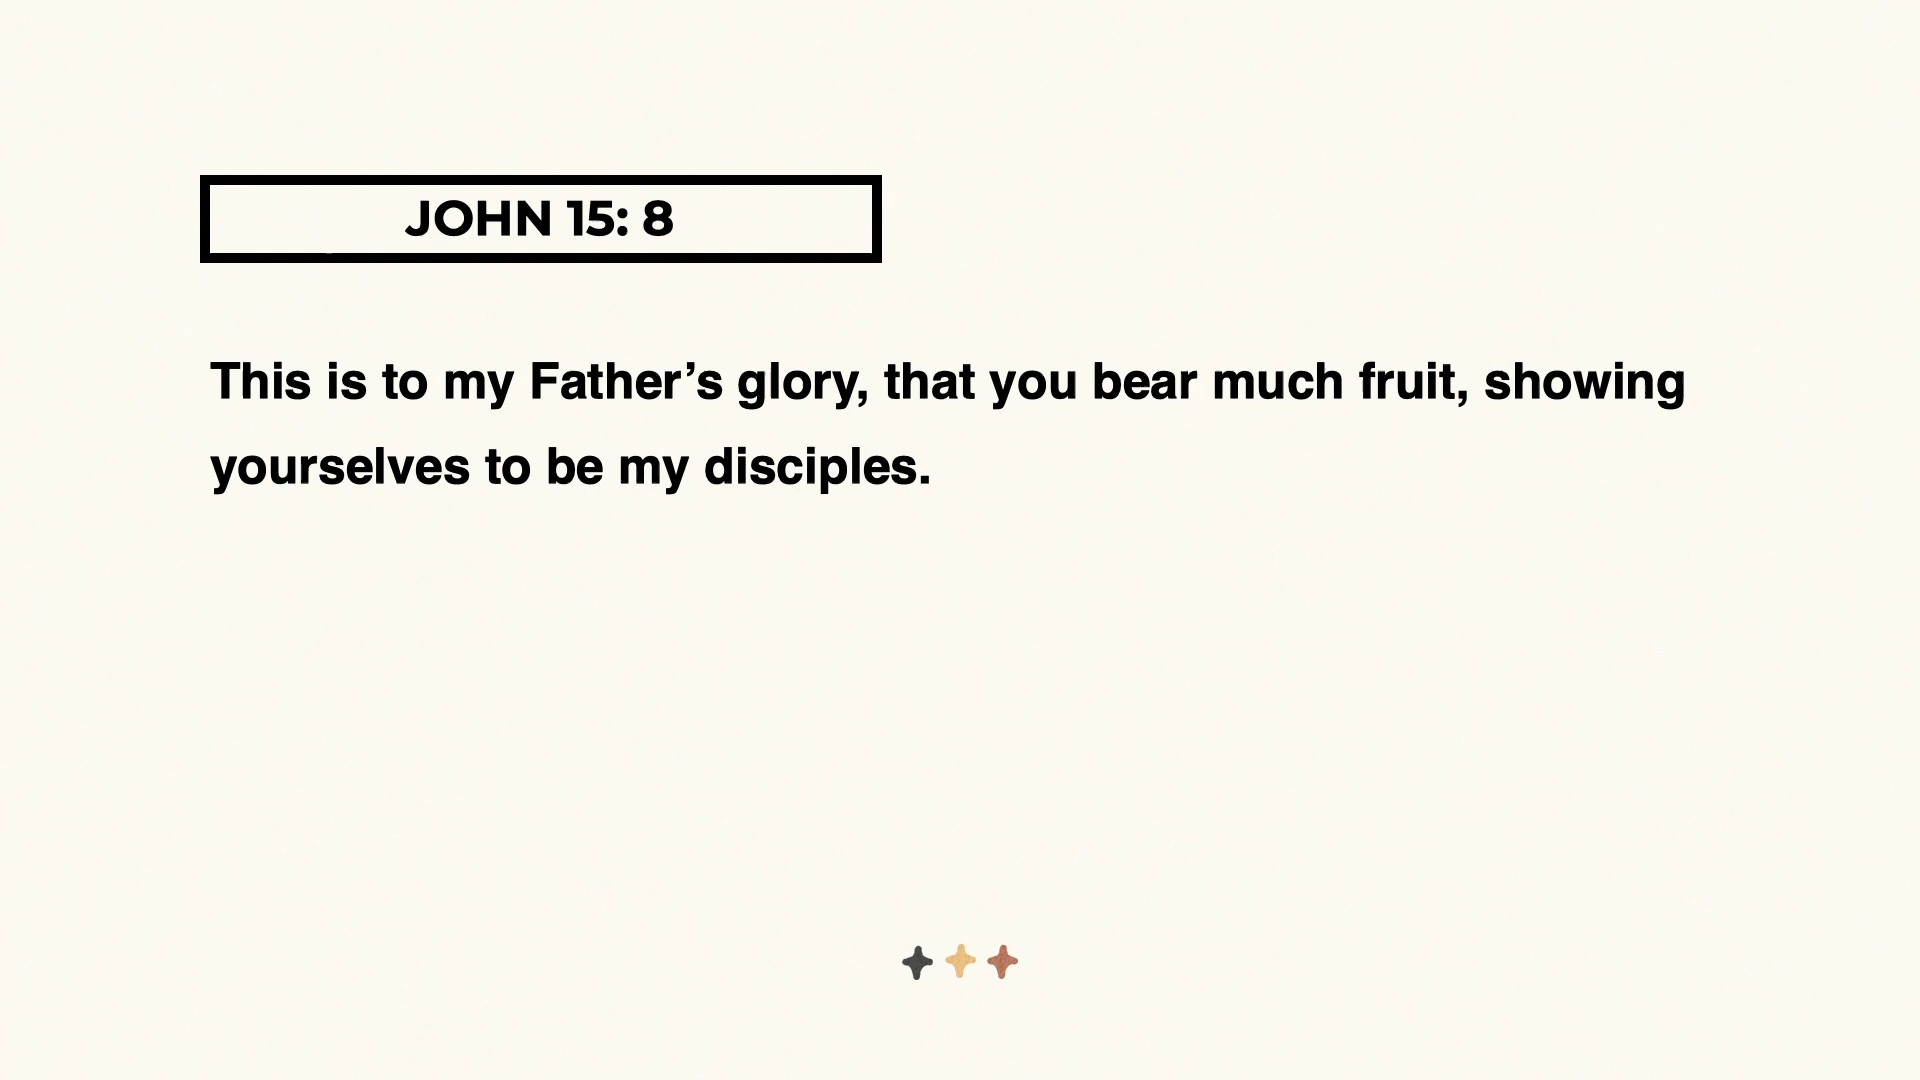 JOHN 15: 8
This is to my Father’s glory, that you bear much fruit, showing
yourselves to be my disciples.